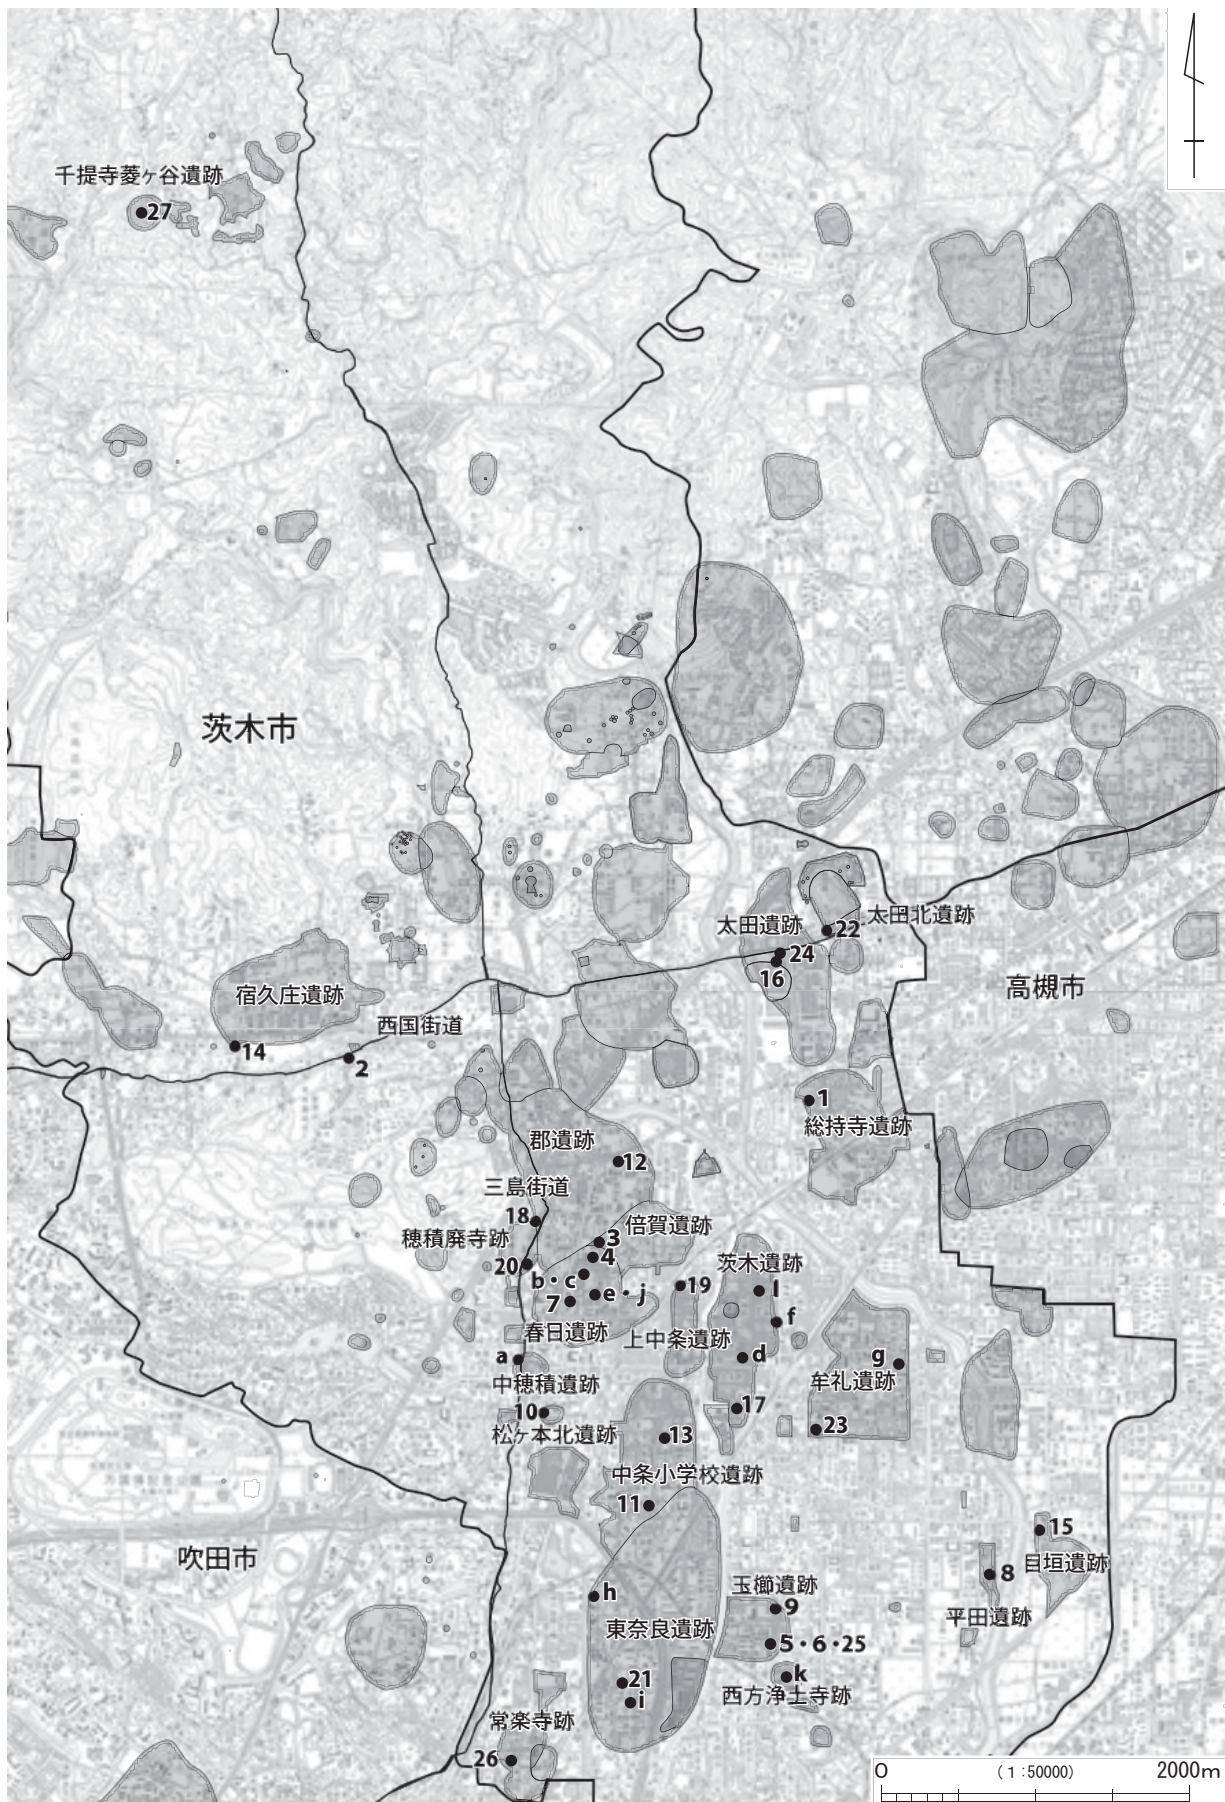 千提寺菱ヶ谷遺跡
27
茨木市
太田遺跡
太田北遺跡
22
24
16
高槻市
宿久庄遺跡
西国街道
14
2
1
総持寺遺跡
郡遺跡
12
三島街道
18
倍賀遺跡
穂積廃寺跡
3
4
20
b・c
茨木遺跡
7
e・j
19
l
春日遺跡
上中条遺跡
f
a
d
g
中穂積遺跡
牟礼遺跡
10
17
松ヶ本北遺跡
13
23
中条小学校遺跡
11
15
吹田市
目垣遺跡
8
h
玉櫛遺跡
9
平田遺跡
東奈良遺跡
5・6・25
21
k
i
西方浄土寺跡
常楽寺跡
26
0 (1:50000) 2000m